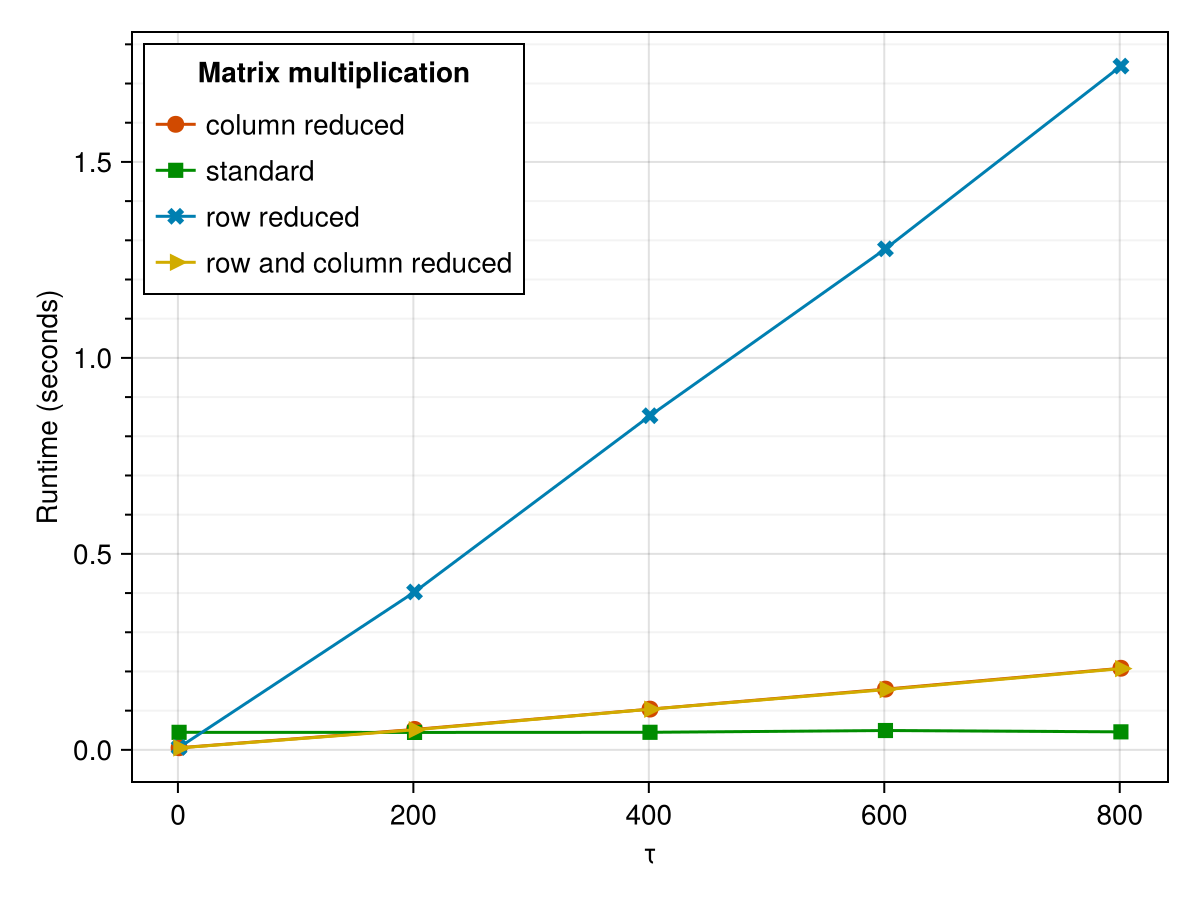 Matrix multiplication
column reduced
standard
row reduced
row and column reduced
1.5
1.0
0.5
0.0
Runtime (seconds)
0 200 400 600 800
τ